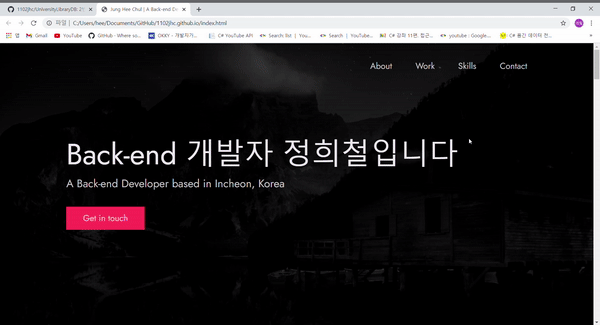 1102jhc/UniversityLibraryDB: 2
Jung Hee Chul | A Back-end De
파일 | C:/Users/hee/Documents/GitHub/1102jhc.github.io/index.html
앱 Gmail YouTube GitHub - Where so... OKKY - 개발자가... C# YouTube API Search: list | You... Search | YouTube... C# 강좌 11편. 접근... youtube : Google... C# 중간 데이터 전...
About Work Skills Contact
Back-end 개발자 정희철입니다
A Back-end Developer based in Incheon, Korea
Get in touch